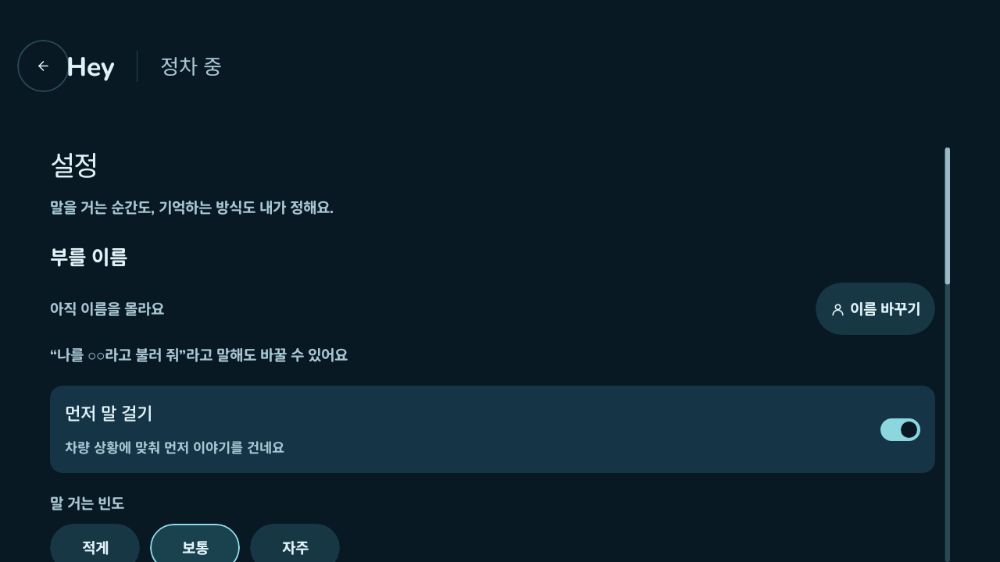 Hey
정차 중
설정
말을 거는 순간도, 기억하는 방식도 내가 정해요.
부를 이름
아직 이름을 몰라요
이름 바꾸기
“나를 ○○라고 불러 줘”라고 말해도 바꿀 수 있어요
먼저 말 걸기
차량 상황에 맞춰 먼저 이야기를 건네요
말 거는 빈도
적게
보통
자주